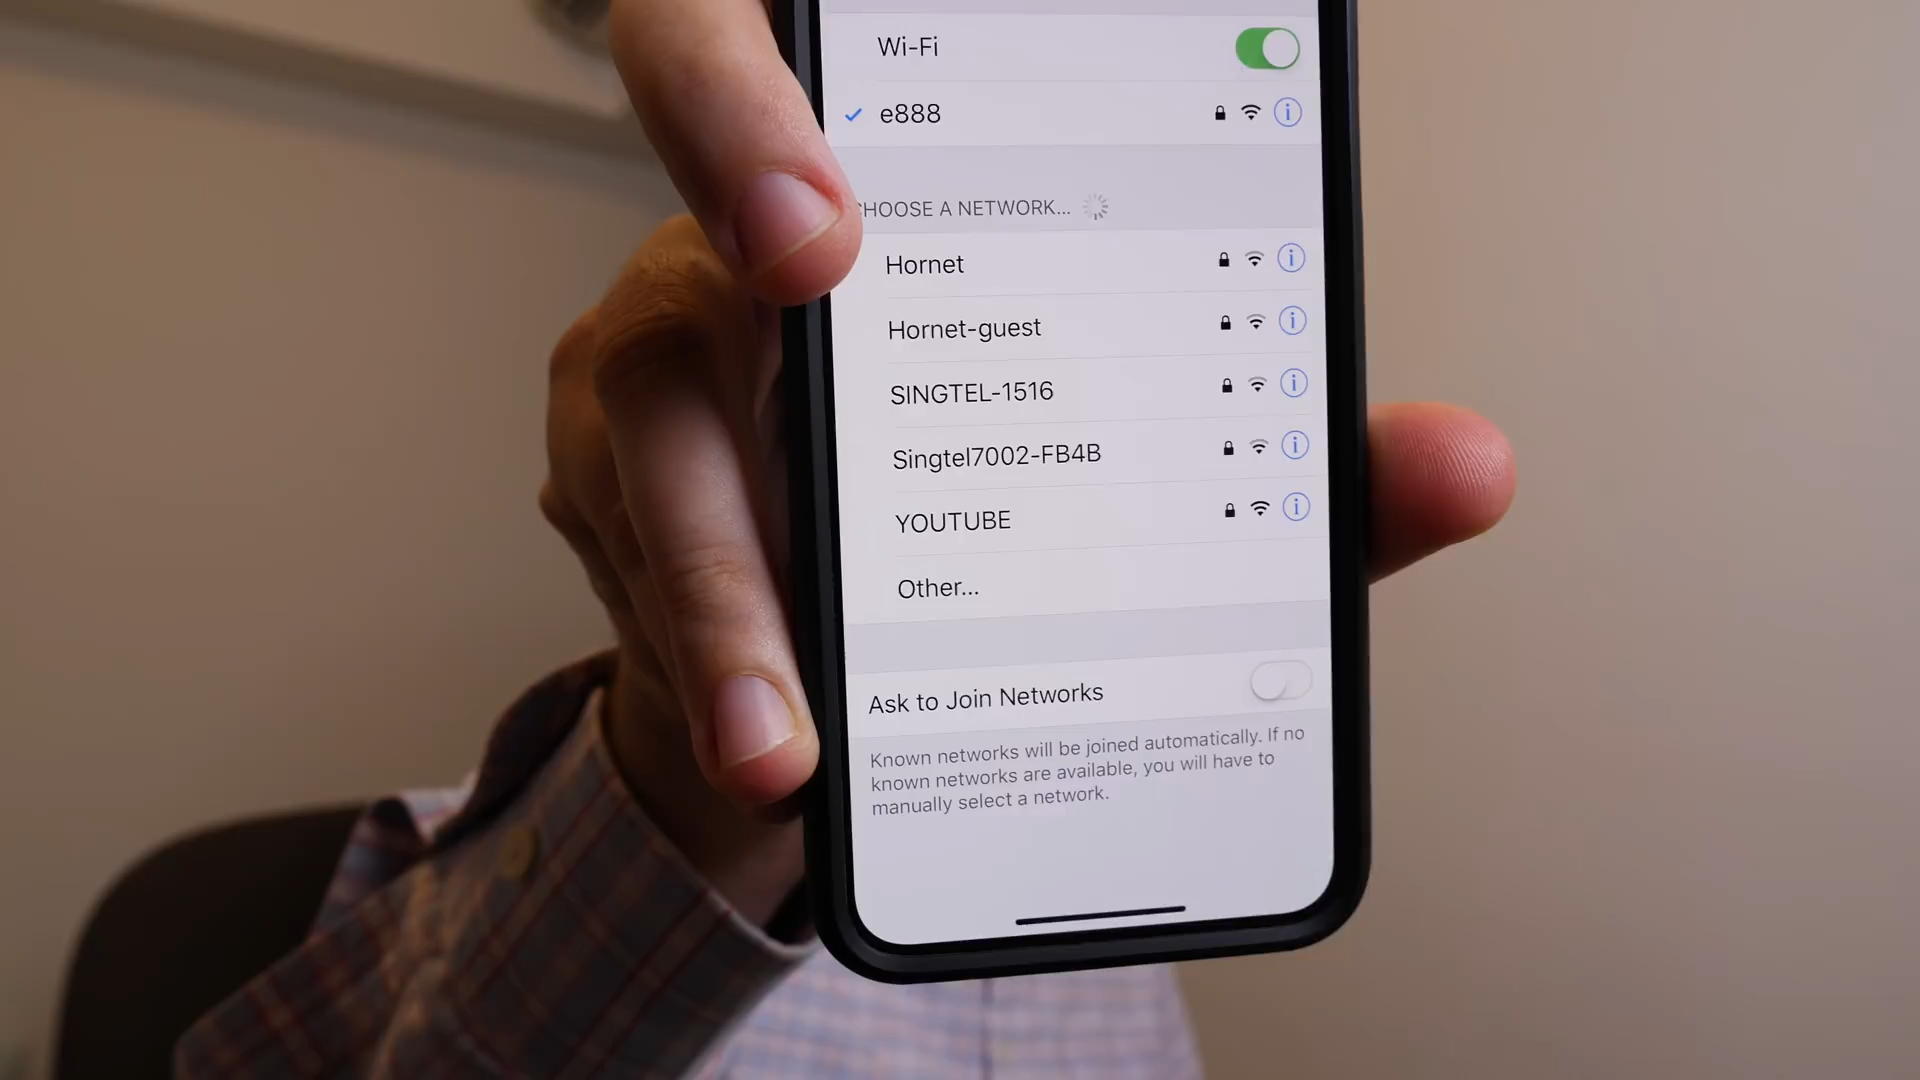 Wi-Fi
e888
CHOOSE A NETWORK...
Hornet
Hornet-guest
SINGTEL-1516
Singtel7002-FB4B
YOUTUBE
Other...
Ask to Join Networks
Known networks will be joined automatically. If no
known networks are available, you will have to
manually select a network.